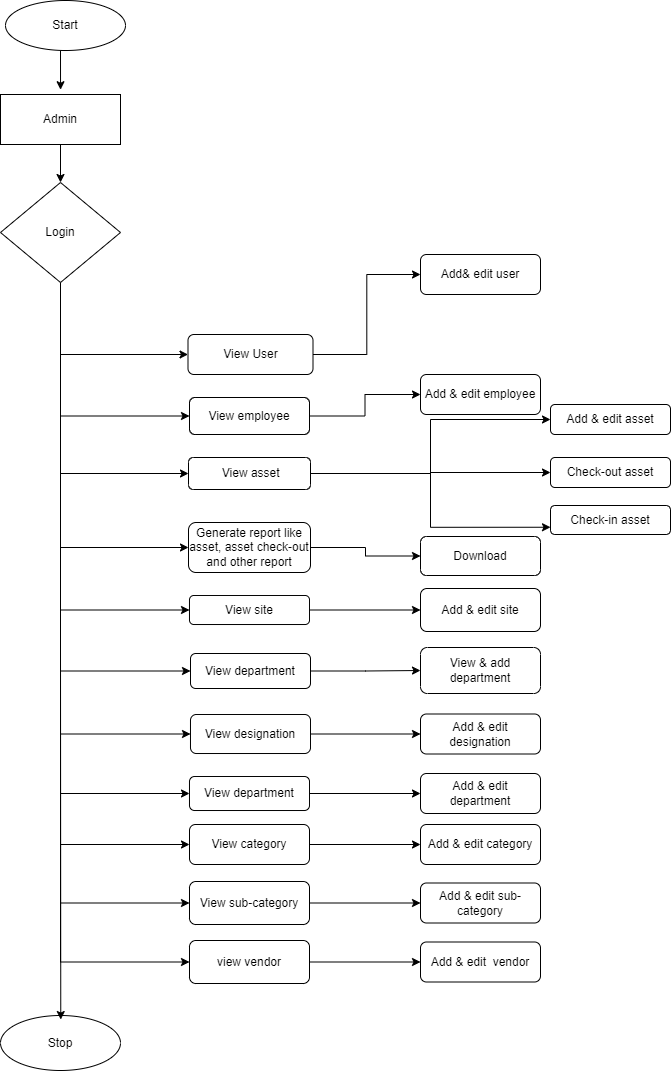 Start
Admin
Login
Add& edit user
View User
Add & edit employee
View employee
Add & edit asset
View asset
Check-out asset
Check-in asset
Generate report like
asset, asset check-out
and other report
Download
View site
Add & edit site
View department
View & add
department
View designation
Add & edit
designation
View department
Add & edit
department
View category
Add & edit category
View sub-category
Add & edit sub-
category
view vendor
Add & edit  vendor
Stop